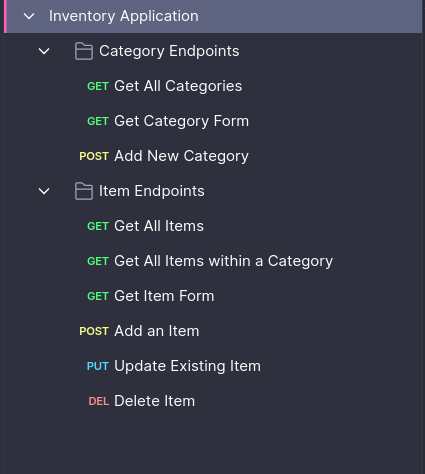 Inventory Application
Category Endpoints
GET Get All Categories
GET Get Category Form
POST Add New Category
Item Endpoints
GET Get All Items
GET Get All Items within a Category
GET Get Item Form
POST Add an Item
PUT Update Existing Item
DEL Delete Item